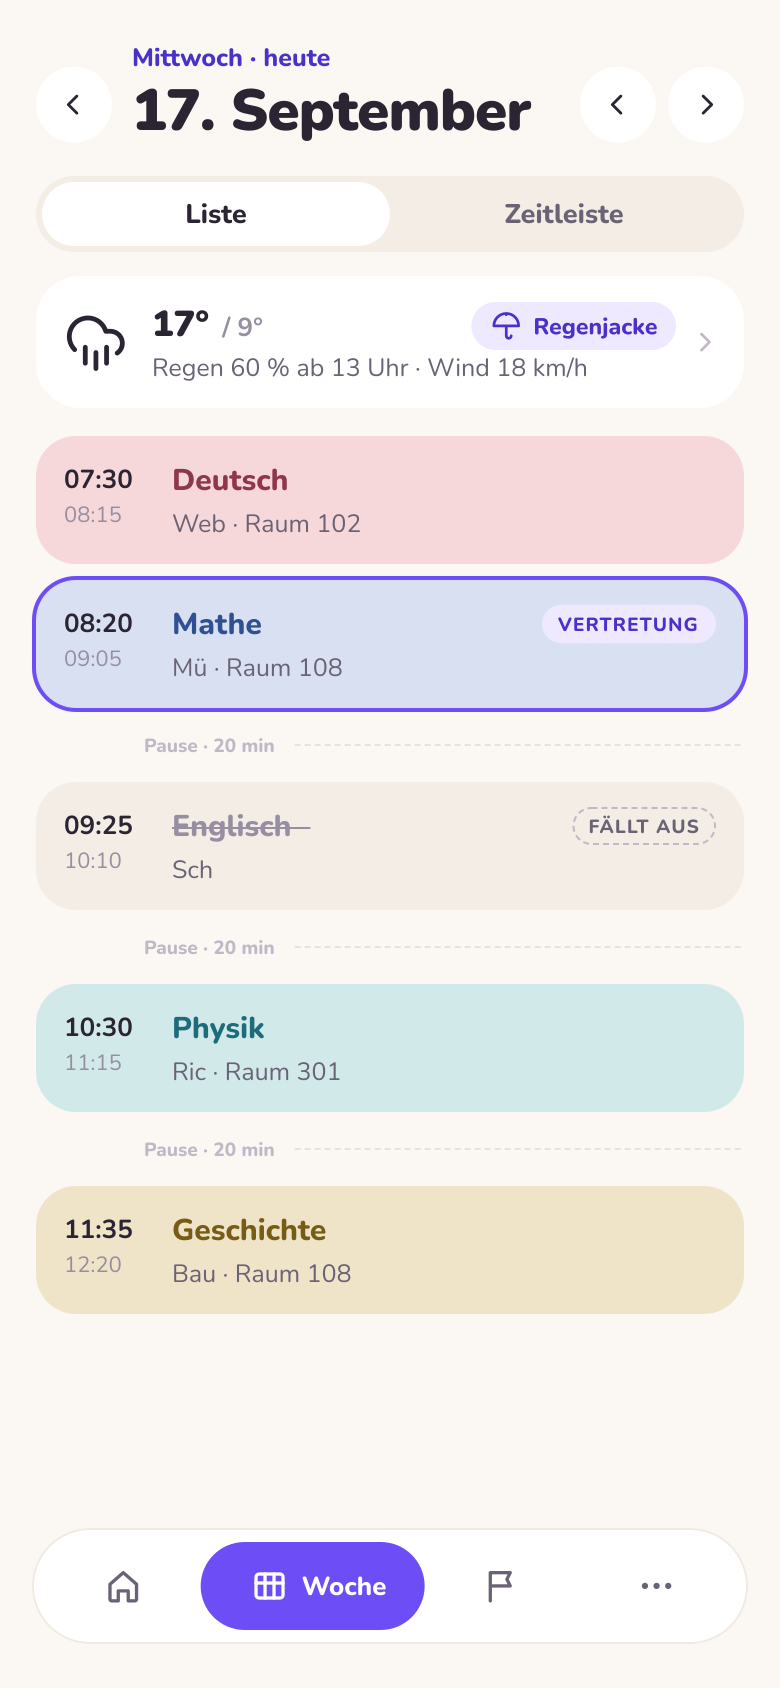 Mittwoch · heute
17. September
Liste
Zeitleiste
17° / 9°
Regenjacke
Regen 60 % ab 13 Uhr · Wind 18 km/h
07:30
Deutsch
08:15
Web · Raum 102
08:20
Mathe
VERTRETUNG
09:05
Mü · Raum 108
Pause · 20 min
09:25
Englisch
FÄLLT AUS
10:10
Sch
Pause · 20 min
10:30
Physik
11:15
Ric · Raum 301
Pause · 20 min
11:35
Geschichte
12:20
Bau · Raum 108
Woche